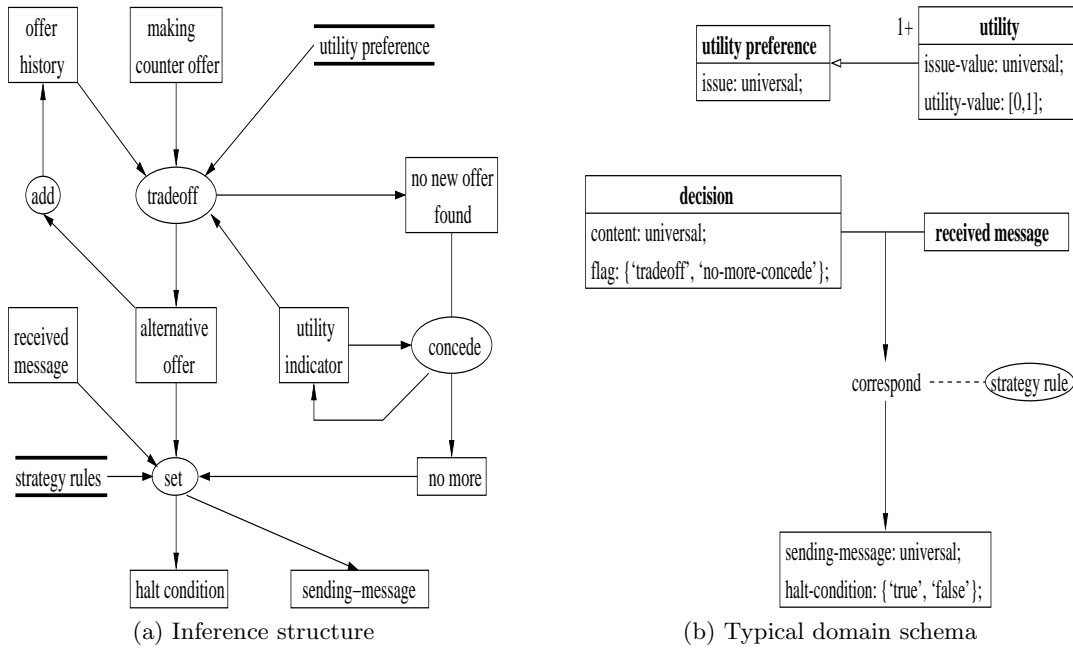 offer
history
making
counter offer
utility preference
add
tradeoff
no new offer
found
received
message
alternative
offer
utility
indicator
concede
strategy rules
set
no more
halt condition
sending-message
(a) Inference structure
utility preference
issue: universal;
1+
utility
issue-value: universal;
utility-value: [0,1];
decision
content: universal;
flag: {‘tradeoff’, ‘no-more-concede’};
received message
correspond
strategy rule
sending-message: universal;
halt-condition: {‘true’, ‘false’};
(b) Typical domain schema